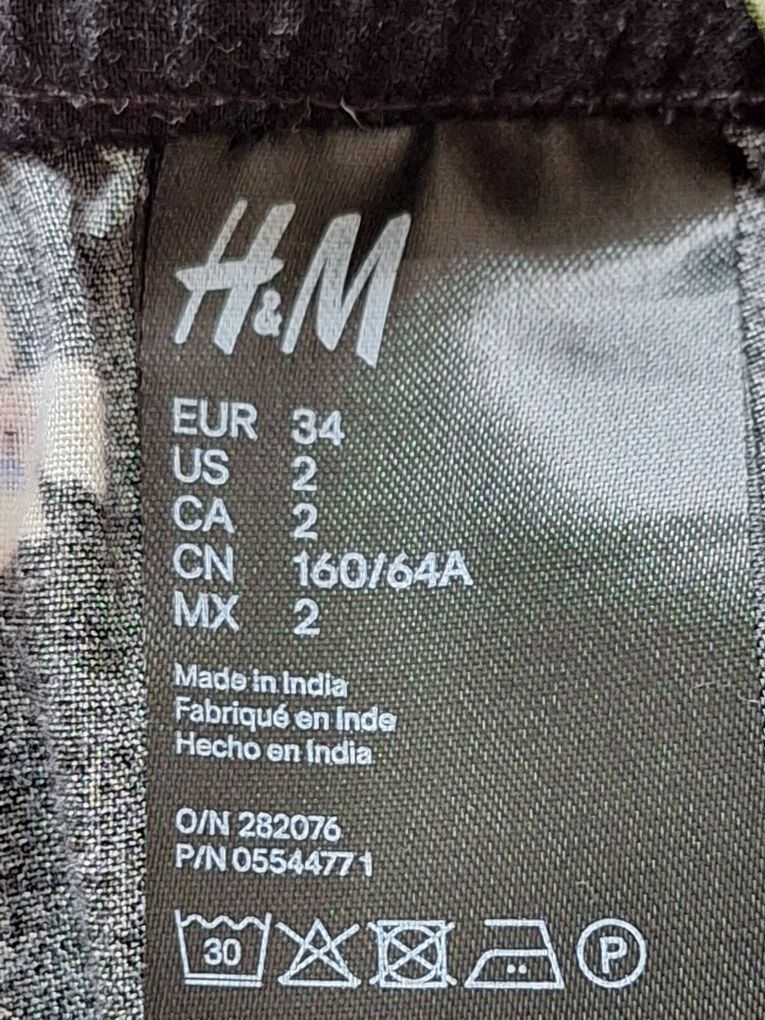 H&M
EUR 34
US 2
CA 2
CN 160/64A
MX 2
Made in India
Fabriqué en Inde
Hecho en India
O/N 282076
P/N 05544771
30 P